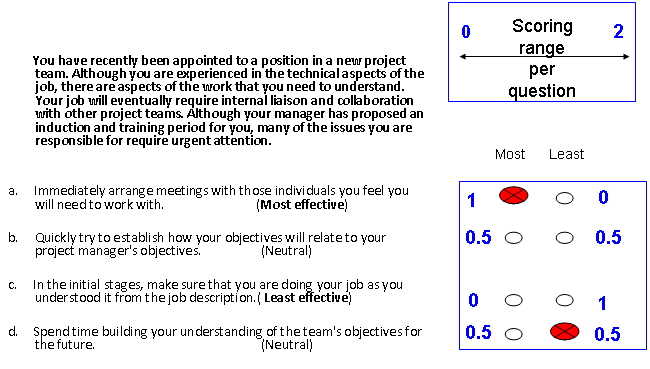 0 Scoring 2
range
per
question
You have recently been appointed to a position in a new project
team. Although you are experienced in the technical aspects of the
job, there are aspects of the work that you need to understand.
Your job will eventually require internal liaison and collaboration
with other project teams. Although your manager has proposed an
induction and training period for you, many of the issues you are
responsible for require urgent attention.
Most Least
a. Immediately arrange meetings with those individuals you feel you
will need to work with. (Most effective)
1 0
b. Quickly try to establish how your objectives will relate to your
project manager's objectives. (Neutral)
0.5 0.5
c. In the initial stages, make sure that you are doing your job as you
understood it from the job description. ( Least effective)
0 1
d. Spend time building your understanding of the team's objectives for
the future. (Neutral)
0.5 0.5